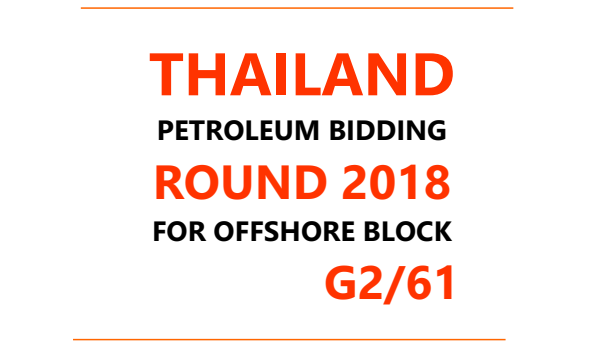 THAILAND
PETROLEUM BIDDING
ROUND 2018
FOR OFFSHORE BLOCK
G2/61